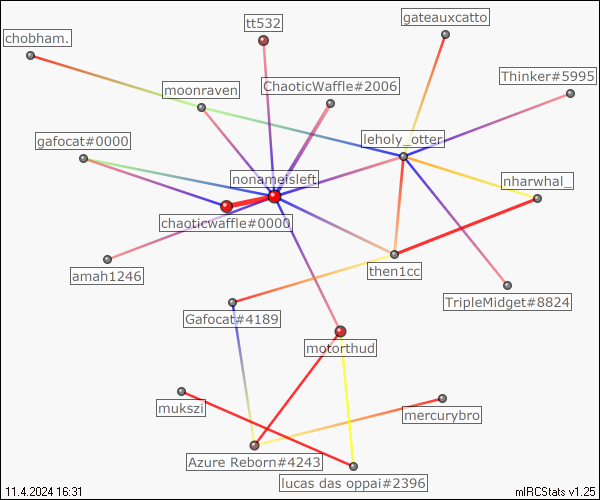 gateauxcatto
tt532
chobham.
Thinker#5995
ChaoticWaffle#2006
moonraven
gafocat#0000
leholy_otter
nonameisleft
nharwhal_
chaoticwaffle#0000
amah1246
then1cc
TripleMidget#8824
Gafocat#4189
motorthud
mukszi
mercurybro
Azure Reborn#4243
lucas das oppai#2396
11.4.2024 16:31
mIRCStats v1.25